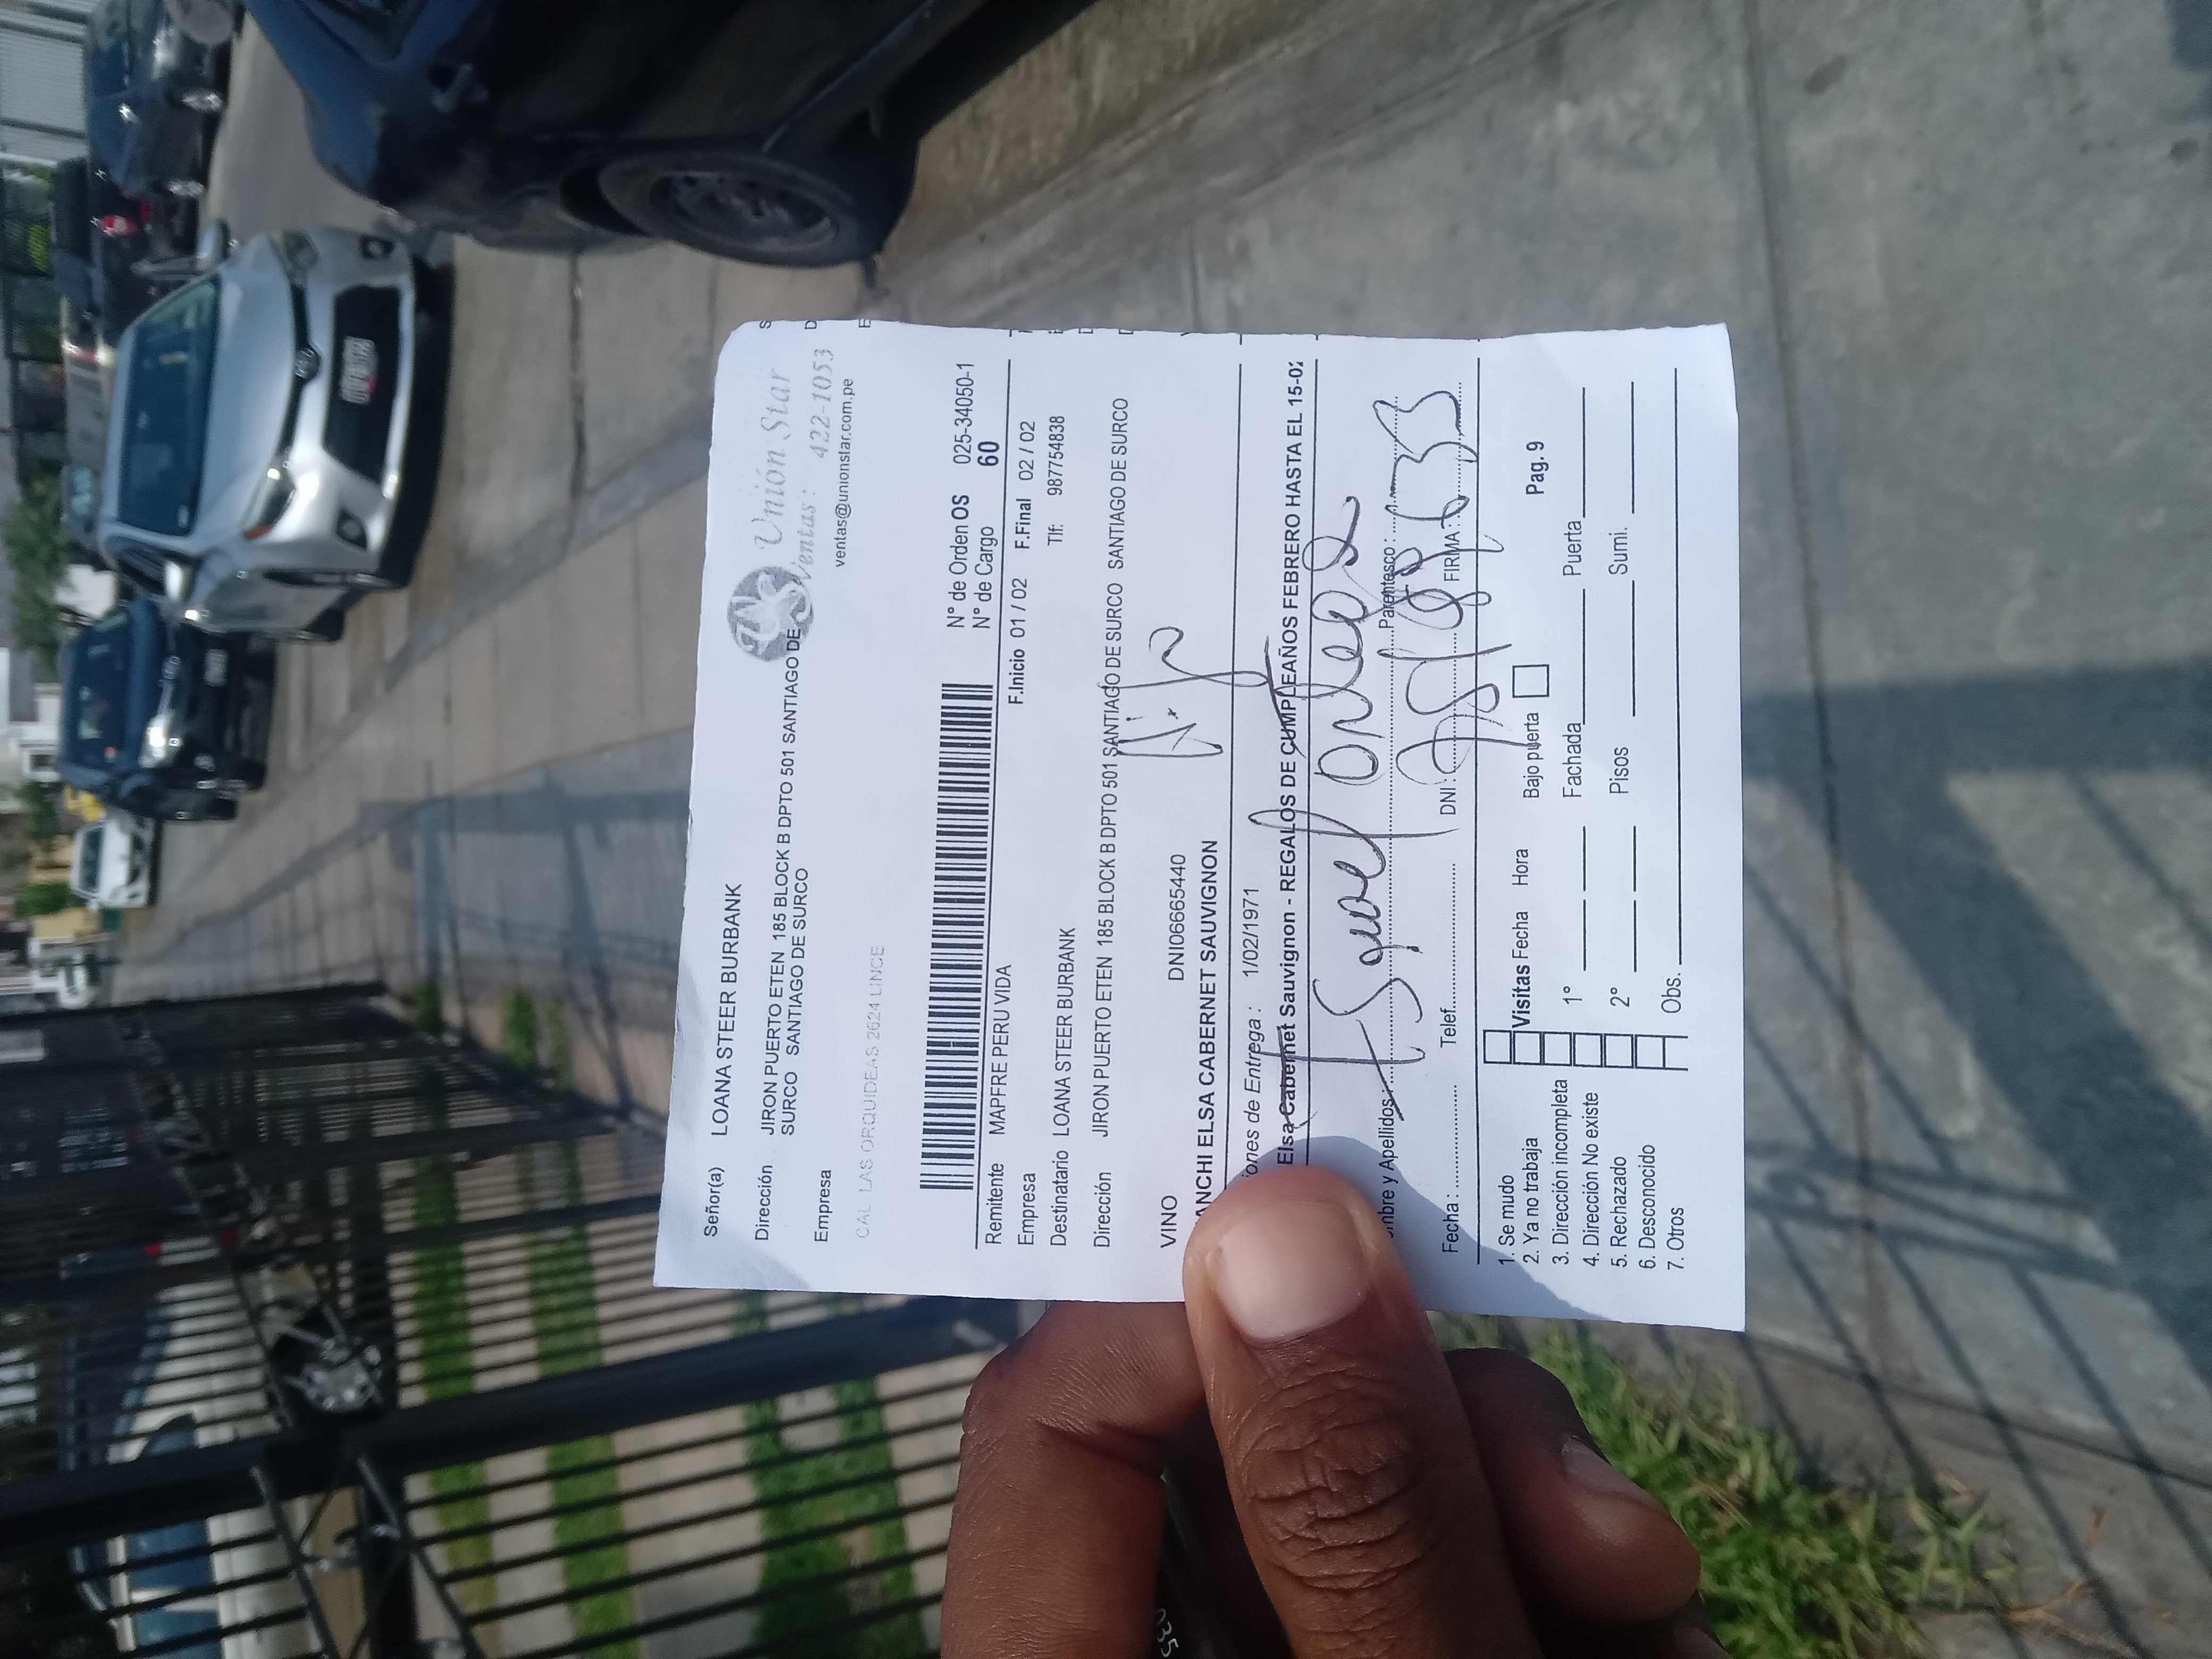 Señor(a) LOANA STEER BURBANK
Unión Star
Dirección JIRON PUERTO ETEN 185 BLOCK B DPTO 501 SANTIAGO DE
SURCO SANTIAGO DE SURCO
Ventas: 422-1053
Empresa
ventas@unionstar.com.pe
CAL LAS ORQUIDEAS 2624 LINCE
N° de Orden OS 025-34050-1
N° de Cargo 60
Remitente MAPFRE PERU VIDA
F.Inicio 01 / 02 F.Final 02 / 02
Empresa
Destinatario LOANA STEER BURBANK
Tlf: 987754838
Dirección JIRON PUERTO ETEN 185 BLOCK B DPTO 501 SANTIAGO DE SURCO SANTIAGO DE SURCO
VINO DNI06665440
ANCHI ELSA CABERNET SAUVIGNON
iones de Entrega : 1/02/1971
Elsa Cabernet Sauvignon - REGALOS DE CUMPLEAÑOS FEBRERO HASTA EL 15-02
mbre y Apellidos: Parentesco :
Fecha : Telef. DNI : FIRMA :
1. Se mudo
2. Ya no trabaja
3. Dirección incompleta
4. Dirección No existe
5. Rechazado
6. Desconocido
7. Otros
Visitas Fecha Hora Bajo puerta Pag. 9
1° Fachada Puerta
2° Pisos Sumi.
Obs.